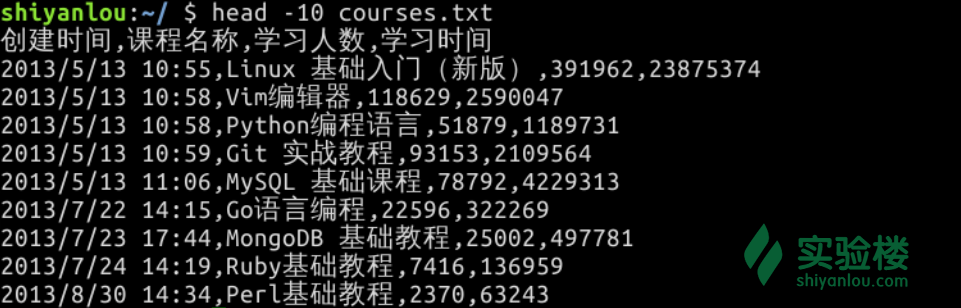 shiyanlou:~/ $ head -10 courses.txt
创建时间,课程名称,学习人数,学习时间
2013/5/13 10:55,Linux 基础入门（新版）,391962,23875374
2013/5/13 10:58,Vim编辑器,118629,2590047
2013/5/13 10:58,Python编程语言,51879,1189731
2013/5/13 10:59,Git 实战教程,93153,2109564
2013/5/13 11:06,MySQL 基础课程,78792,4229313
2013/7/22 14:15,Go语言编程,22596,322269
2013/7/23 17:44,MongoDB 基础教程,25002,497781
2013/7/24 14:19,Ruby基础教程,7416,136959
2013/8/30 14:34,Perl基础教程,2370,63243
实验楼
shiyanlou.com